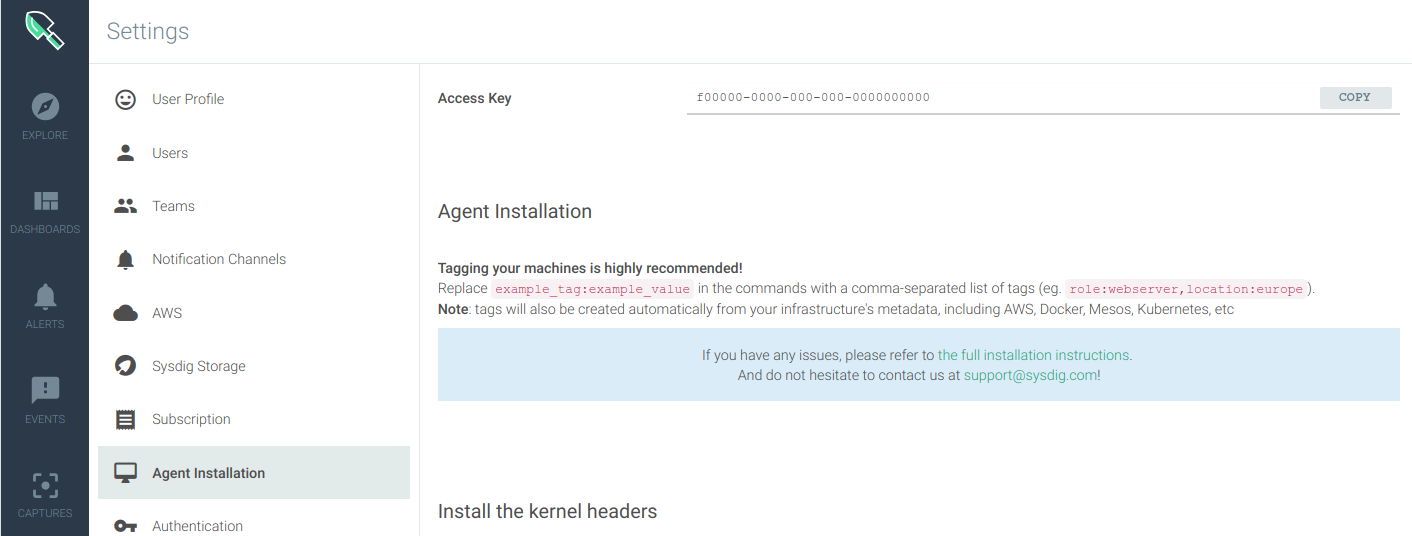 Settings
EXPLORE
DASHBOARDS
ALERTS
EVENTS
CAPTURES
User Profile
Users
Teams
Notification Channels
AWS
Sysdig Storage
Subscription
Agent Installation
Authentication
Access Key
f00000-0000-000-000-0000000000
COPY
Agent Installation
Tagging your machines is highly recommended!
Replace example_tag:example_value in the commands with a comma-separated list of tags (eg. role:webserver,location:europe).
Note: tags will also be created automatically from your infrastructure's metadata, including AWS, Docker, Mesos, Kubernetes, etc
If you have any issues, please refer to the full installation instructions.
And do not hesitate to contact us at support@sysdig.com!
Install the kernel headers